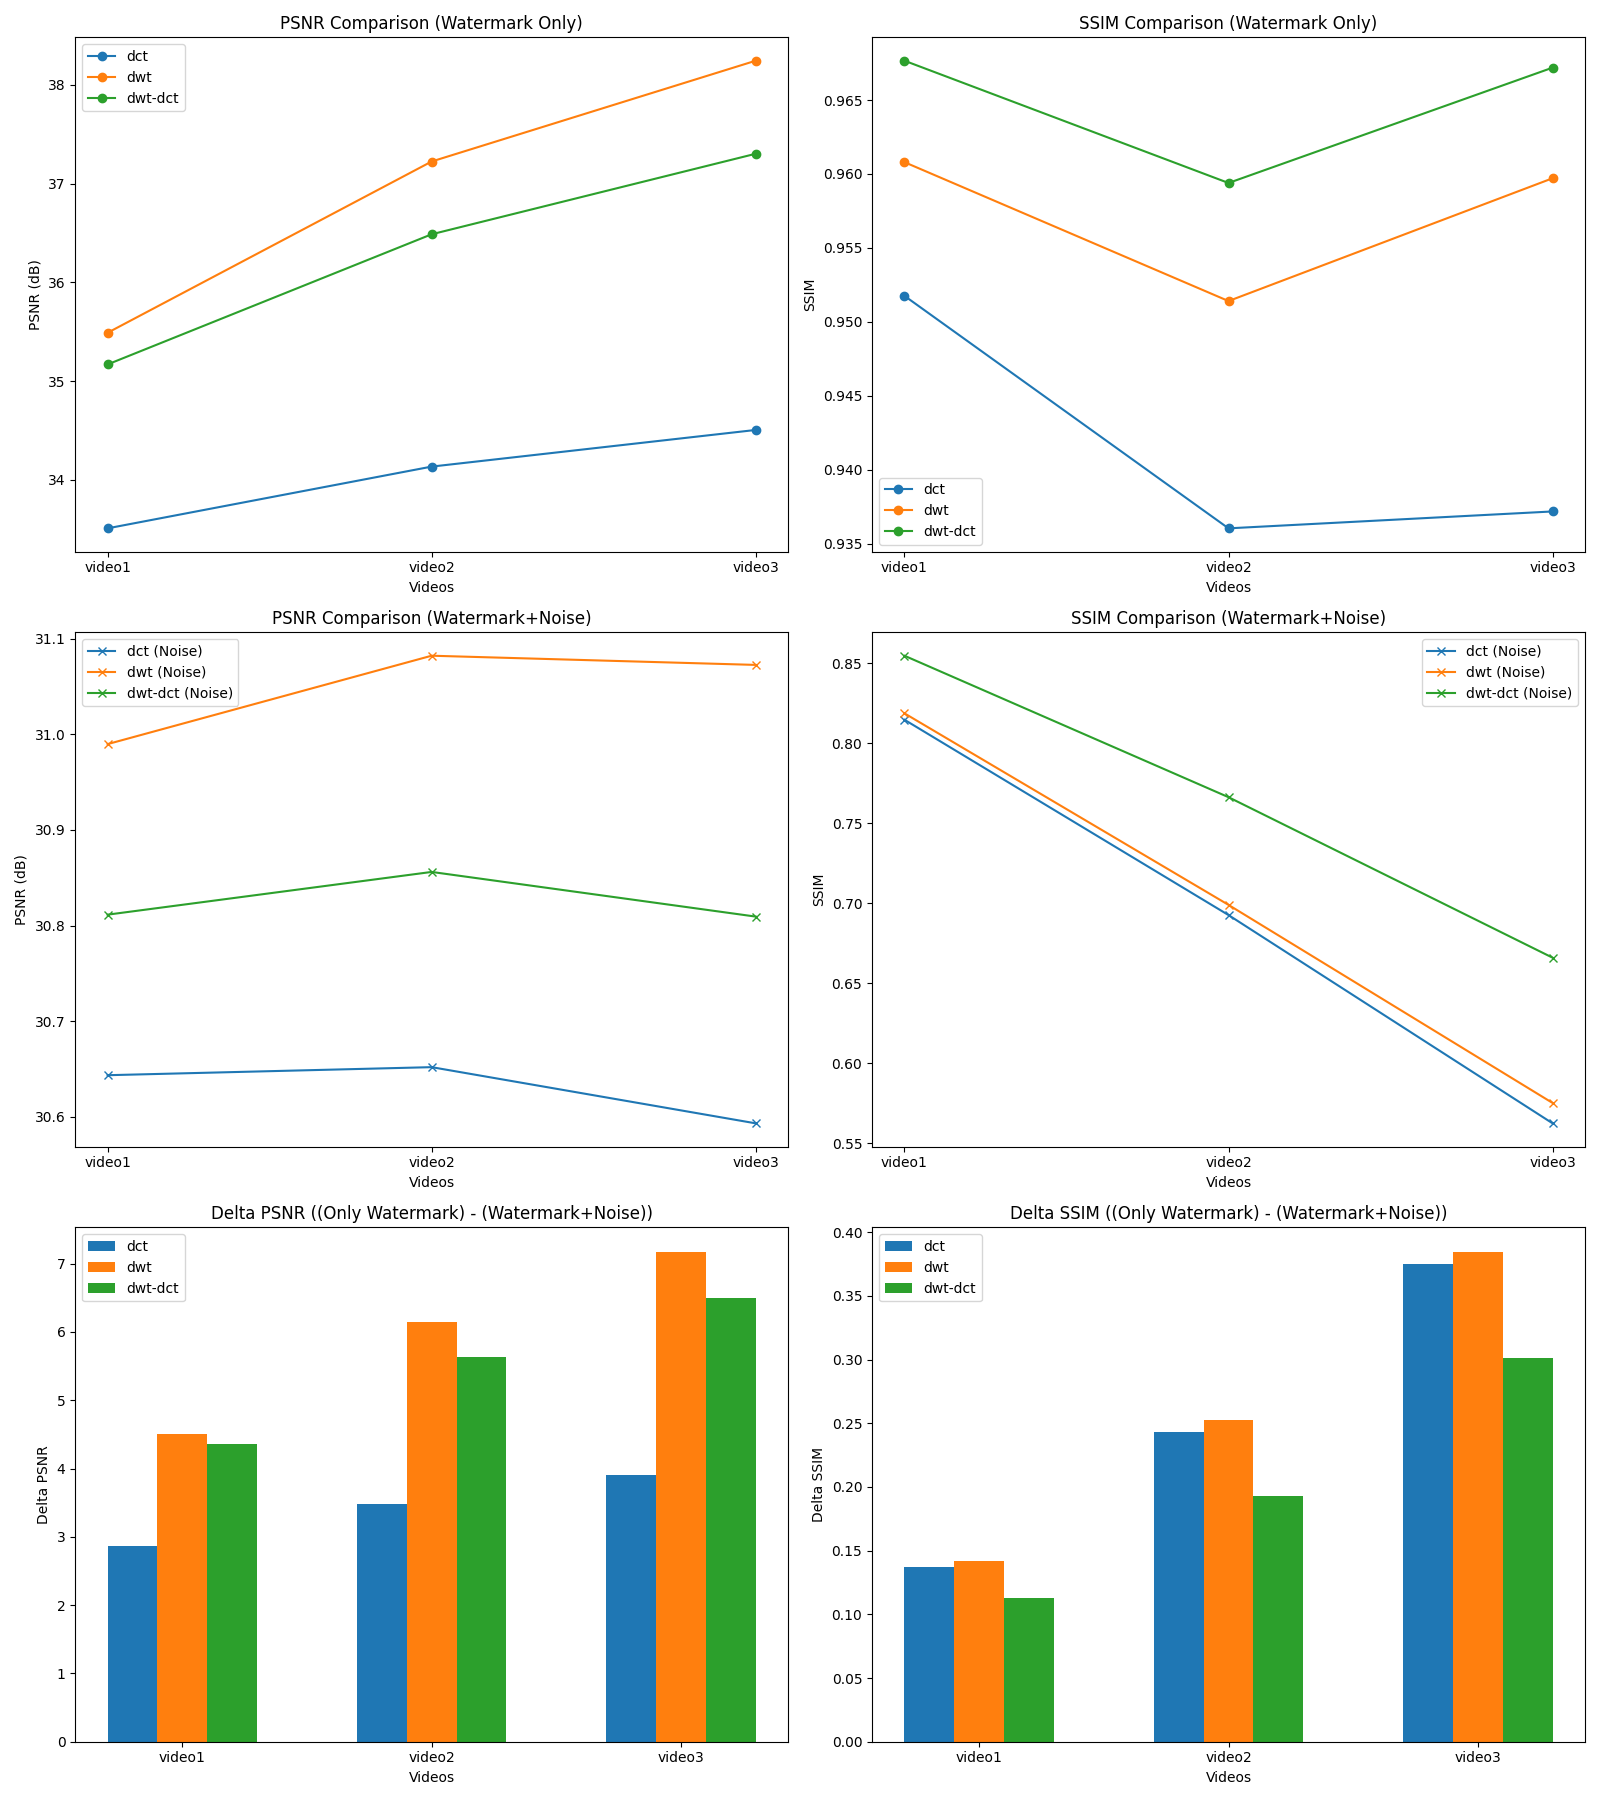 PSNR Comparison (Watermark Only)
dct
dwt
dwt-dct
38
37
36
35
34
PSNR (dB)
video1
video2
video3
Videos
SSIM Comparison (Watermark Only)
0.965
0.960
0.955
0.950
0.945
0.940
0.935
SSIM
dct
dwt
dwt-dct
video1
video2
video3
Videos
PSNR Comparison (Watermark+Noise)
dct (Noise)
dwt (Noise)
dwt-dct (Noise)
31.1
31.0
30.9
30.8
30.7
30.6
PSNR (dB)
video1
video2
video3
Videos
SSIM Comparison (Watermark+Noise)
dct (Noise)
dwt (Noise)
dwt-dct (Noise)
0.85
0.80
0.75
0.70
0.65
0.60
0.55
SSIM
video1
video2
video3
Videos
Delta PSNR ((Only Watermark) - (Watermark+Noise))
dct
dwt
dwt-dct
7
6
5
4
3
2
1
0
Delta PSNR
video1
video2
video3
Videos
Delta SSIM ((Only Watermark) - (Watermark+Noise))
dct
dwt
dwt-dct
0.40
0.35
0.30
0.25
0.20
0.15
0.10
0.05
0.00
Delta SSIM
video1
video2
video3
Videos